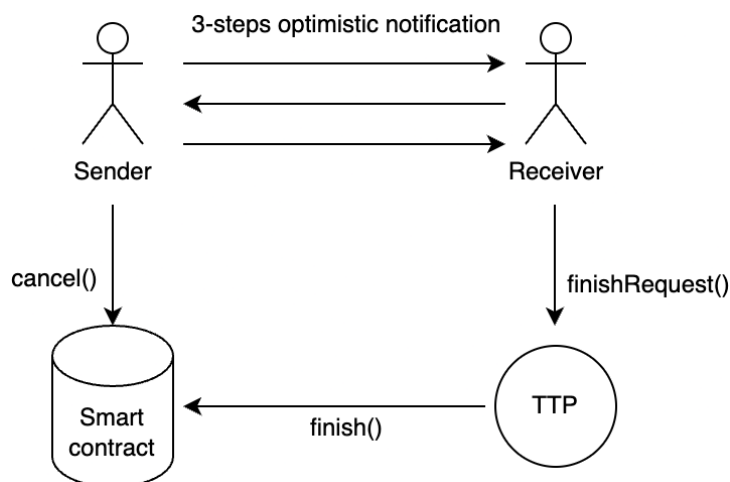 3-steps optimistic notification
Sender
Receiver
cancel()
finishRequest()
Smart
contract
TTP
finish()